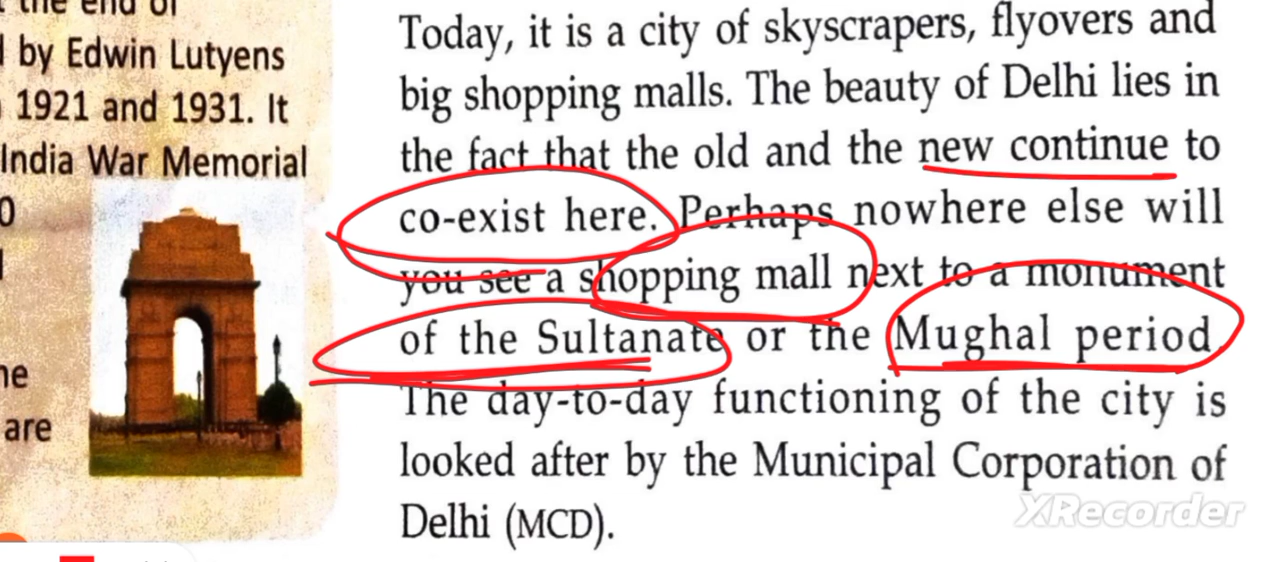 the end of
by Edwin Lutyens
1921 and 1931. It
India War Memorial
0
are
Today, it is a city of skyscrapers, flyovers and
big shopping malls. The beauty of Delhi lies in
the fact that the old and the new continue to
co-exist here. Perhaps nowhere else will
you see a shopping mall next to a monument
of the Sultanate or the Mughal period.
The day-to-day functioning of the city is
looked after by the Municipal Corporation of
Delhi (MCD).
XRecorder